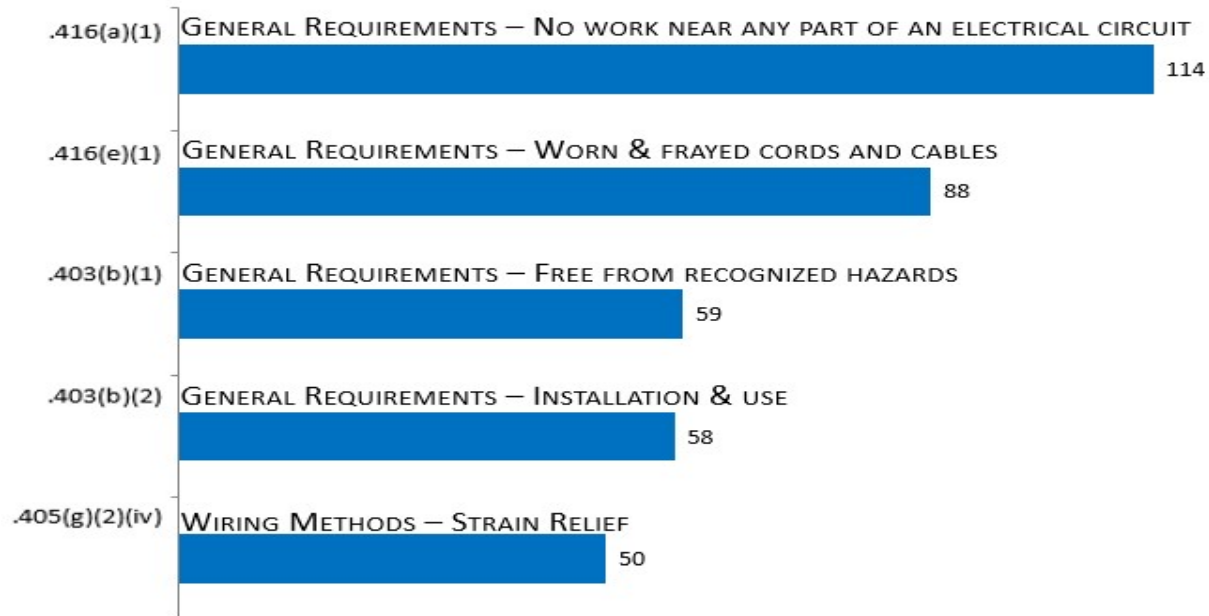 .416(a)(1) General Requirements – No work near any part of an electrical circuit
114
.416(e)(1) General Requirements – Worn & frayed cords and cables
88
.403(b)(1) General Requirements – Free from recognized hazards
59
.403(b)(2) General Requirements – Installation & use
58
.405(g)(2)(iv) Wiring Methods – Strain Relief
50